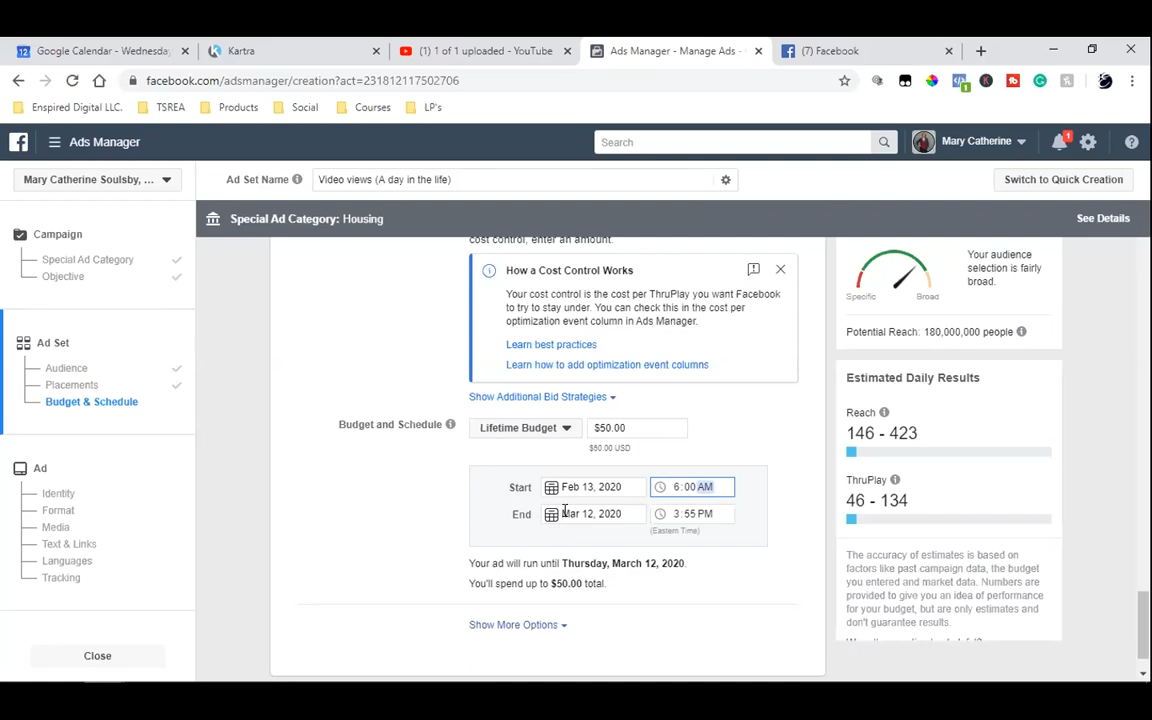 Google Calendar - Wednesday
Kartra
(1) 1 of 1 uploaded - YouTube
Ads Manager - Manage Ads -
(7) Facebook
facebook.com/adsmanager/creation?act=231812117502706
Enspired Digital LLC.
TSREA
Products
Social
Courses
LP's
Ads Manager
Search
Mary Catherine
1
Mary Catherine Soulsby, ...
Ad Set Name
Video views (A day in the life)
Switch to Quick Creation
Special Ad Category: Housing
See Details
Campaign
Special Ad Category
Objective
Ad Set
Audience
Placements
Budget & Schedule
Ad
Identity
Format
Media
Text & Links
Languages
Tracking
Close
cost control, enter an amount.
How a Cost Control Works
Your cost control is the cost per ThruPlay you want Facebook
to try to stay under. You can check this in the cost per
optimization event column in Ads Manager.
Learn best practices
Learn how to add optimization event columns
Show Additional Bid Strategies
Budget and Schedule
Lifetime Budget
$50.00
$50.00 USD
Start
Feb 13, 2020
6:00 AM
End
Mar 12, 2020
3:55 PM
(Eastern Time)
Your ad will run until Thursday, March 12, 2020.
You'll spend up to $50.00 total.
Show More Options
Specific
Broad
Your audience
selection is fairly
broad.
Potential Reach: 180,000,000 people
Estimated Daily Results
Reach
146 - 423
ThruPlay
46 - 134
The accuracy of estimates is based on
factors like past campaign data, the budget
you entered and market data. Numbers are
provided to give you an idea of performance
for your budget, but are only estimates and
don't guarantee results.